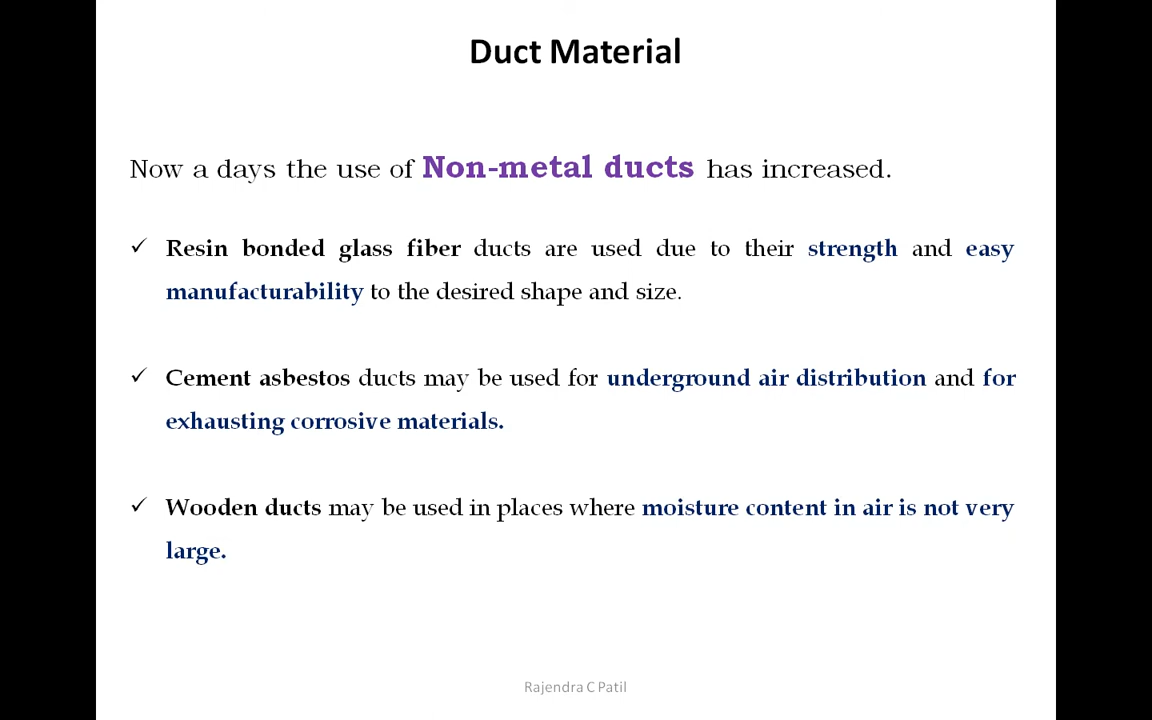 Duct Material
Now a days the use of Non-metal ducts has increased.
✓ Resin bonded glass fiber ducts are used due to their strength and easy
manufacturability to the desired shape and size.
✓ Cement asbestos ducts may be used for underground air distribution and for
exhausting corrosive materials.
✓ Wooden ducts may be used in places where moisture content in air is not very
large.
Rajendra C Patil